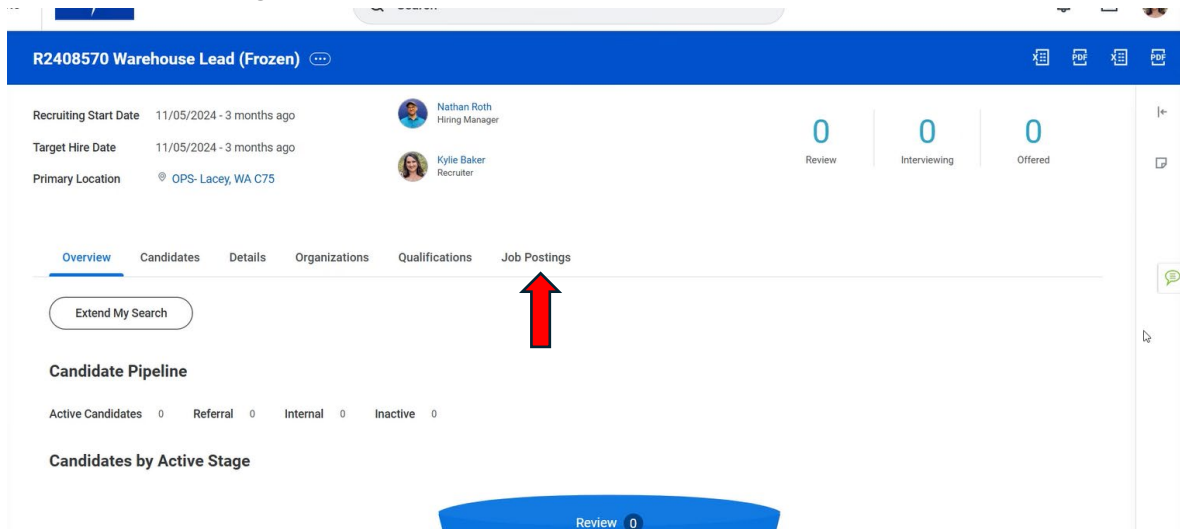 R2408570 Warehouse Lead (Frozen)
PDF PDF
Recruiting Start Date 11/05/2024 - 3 months ago
Target Hire Date 11/05/2024 - 3 months ago
Primary Location OPS- Lacey, WA C75
Nathan Roth
Hiring Manager
Kylie Baker
Recruiter
0 0 0
Review Interviewing Offered
Overview Candidates Details Organizations Qualifications Job Postings
Extend My Search
Candidate Pipeline
Active Candidates 0 Referral 0 Internal 0 Inactive 0
Candidates by Active Stage
Review 0